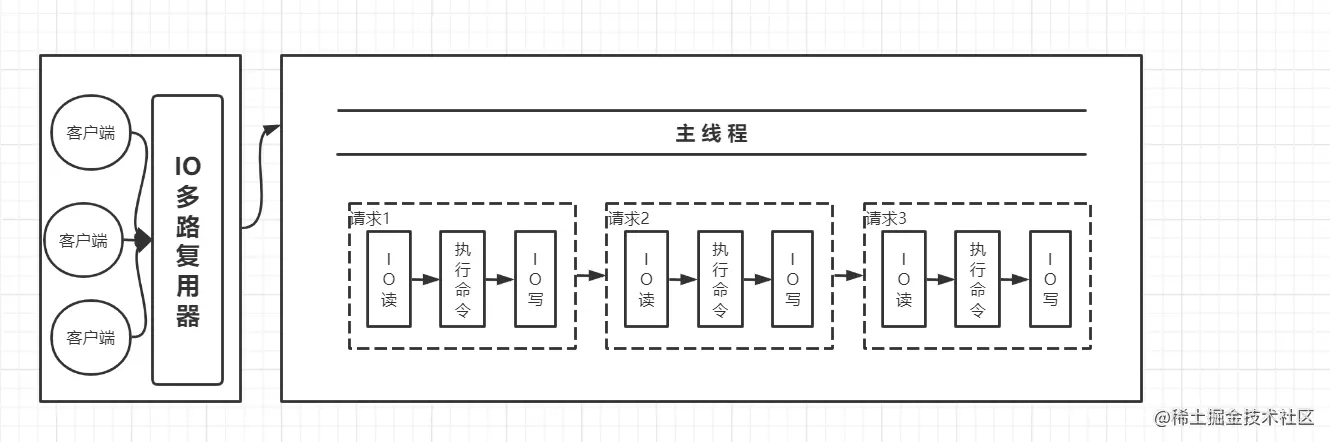 客户端
客户端
客户端
IO多路复用器
主线程
请求1
IO读
执行命令
IO写
请求2
IO读
执行命令
IO写
请求3
IO读
执行命令
IO写
@稀土掘金技术社区